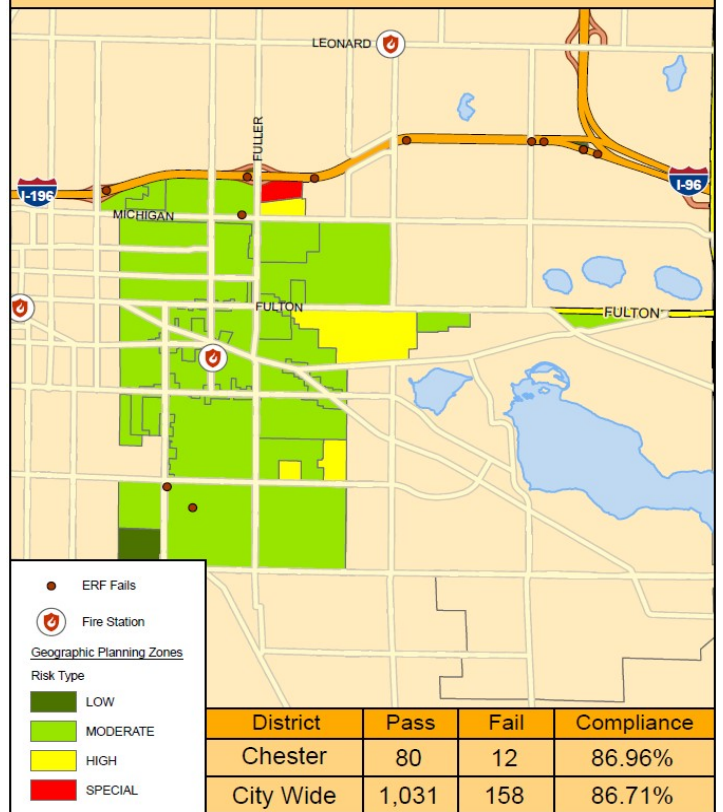 LEONARD
FULLER
I-196
I-96
MICHIGAN
FULTON
FULTON
ERF Fails
Fire Station
Geographic Planning Zones
Risk Type
LOW
MODERATE
HIGH
SPECIAL
District Pass Fail Compliance
Chester 80 12 86.96%
City Wide 1,031 158 86.71%